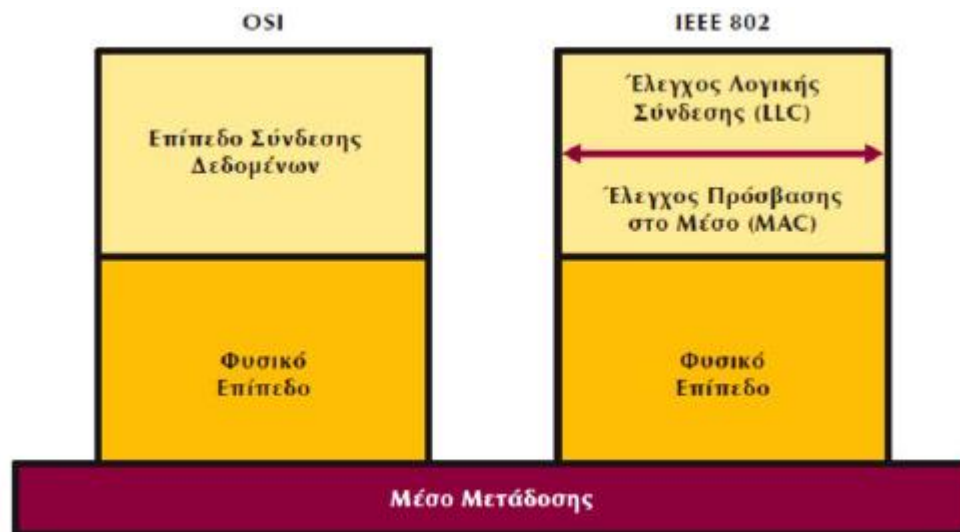 OSI
Επίπεδο Σύνδεσης
Δεδομένων
Φυσικό
Επίπεδο
IEEE 802
Έλεγχος Λογικής
Σύνδεσης (LLC)
Έλεγχος Πρόσβασης
στο Μέσο (MAC)
Φυσικό
Επίπεδο
Μέσο Μετάδοσης